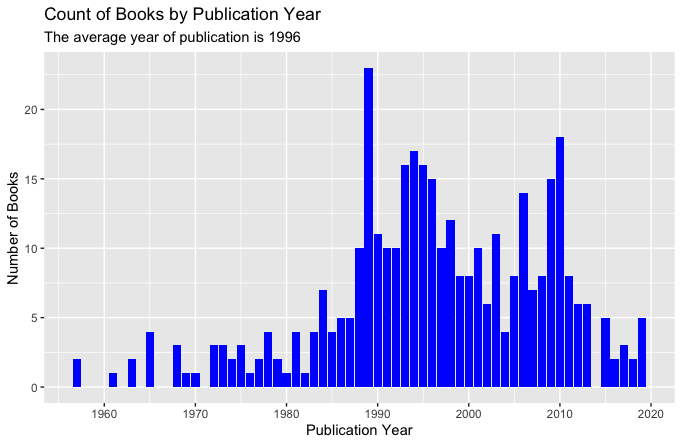 Count of Books by Publication Year
The average year of publication is 1996
Number of Books
20
15
10
5
0
1960 1970 1980 1990 2000 2010 2020
Publication Year